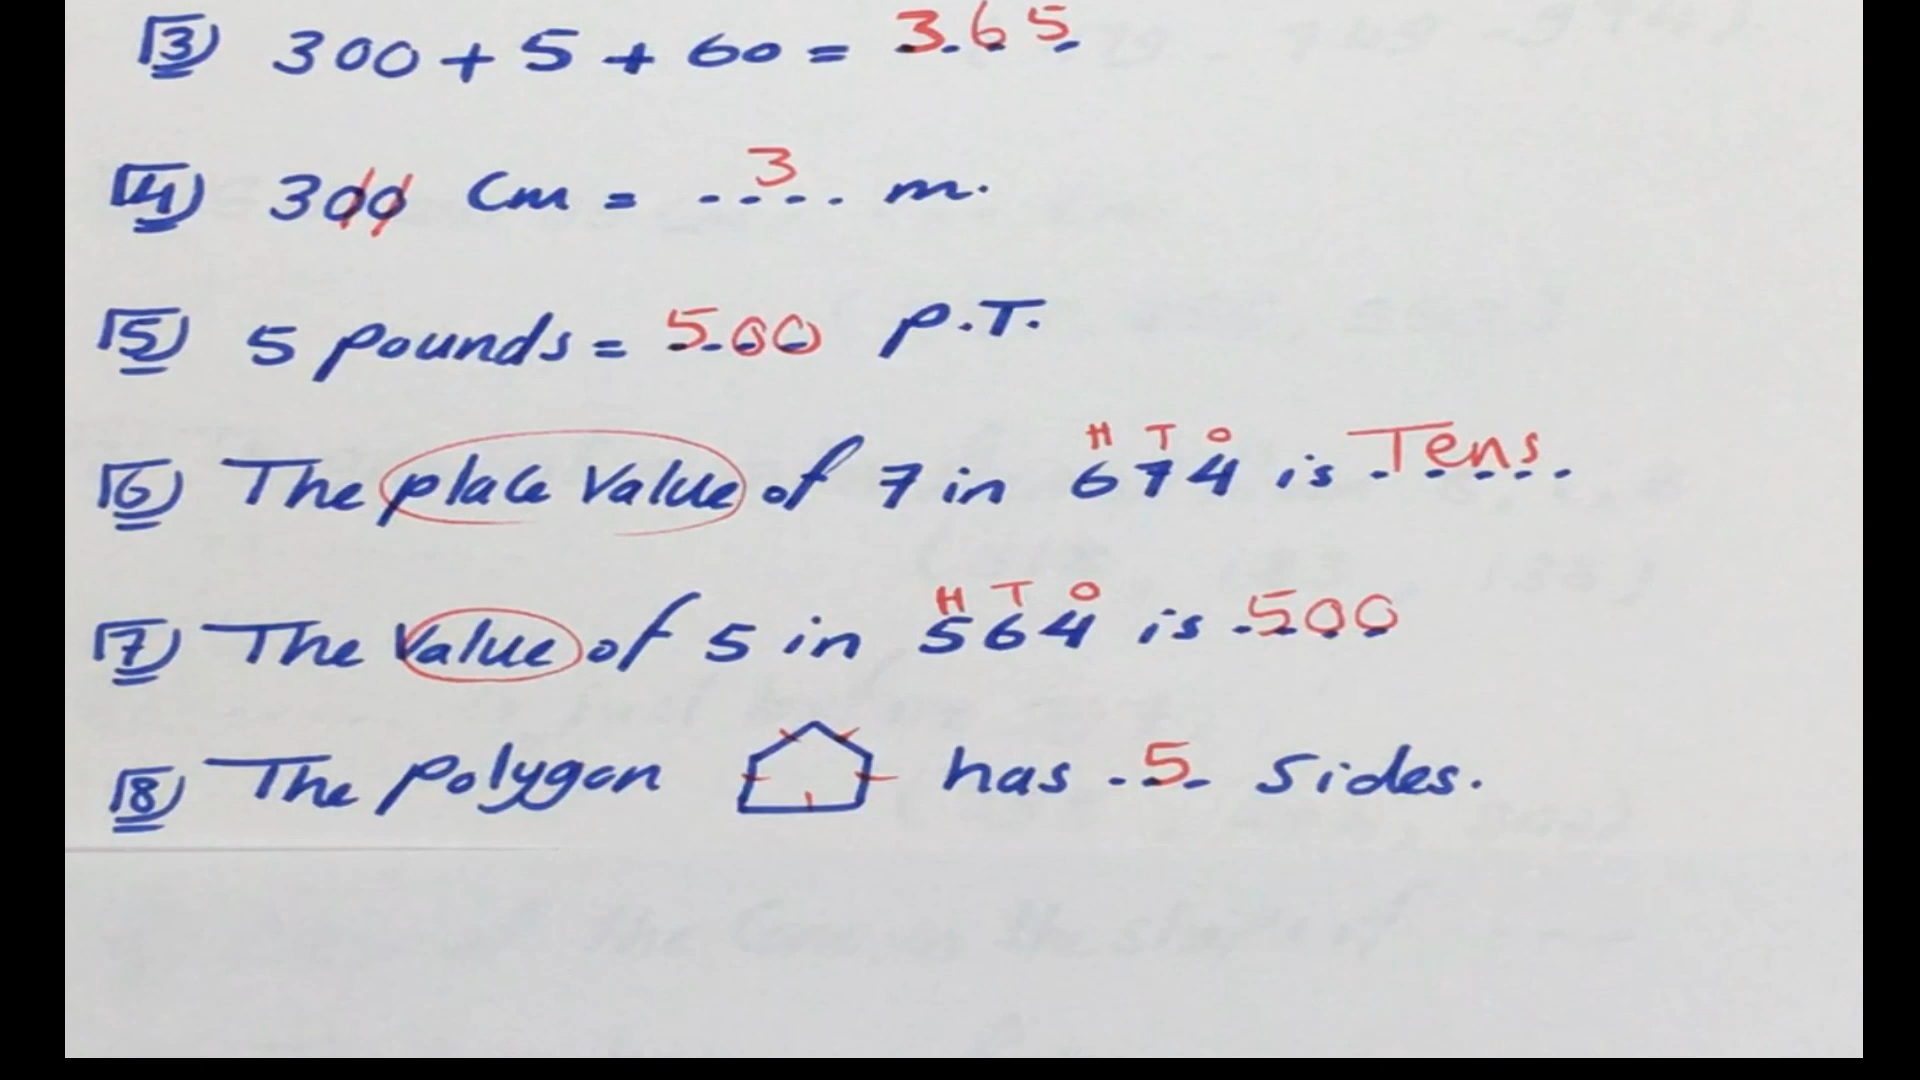 3 300 + 5 + 60 = 365
4 300 cm = 3 m.
5 5 pounds = 500 P.T.
H T O
6 The place value of 7 in 674 is Tens
H T O
7 The value of 5 in 564 is 500
8 The polygon has 5 sides.